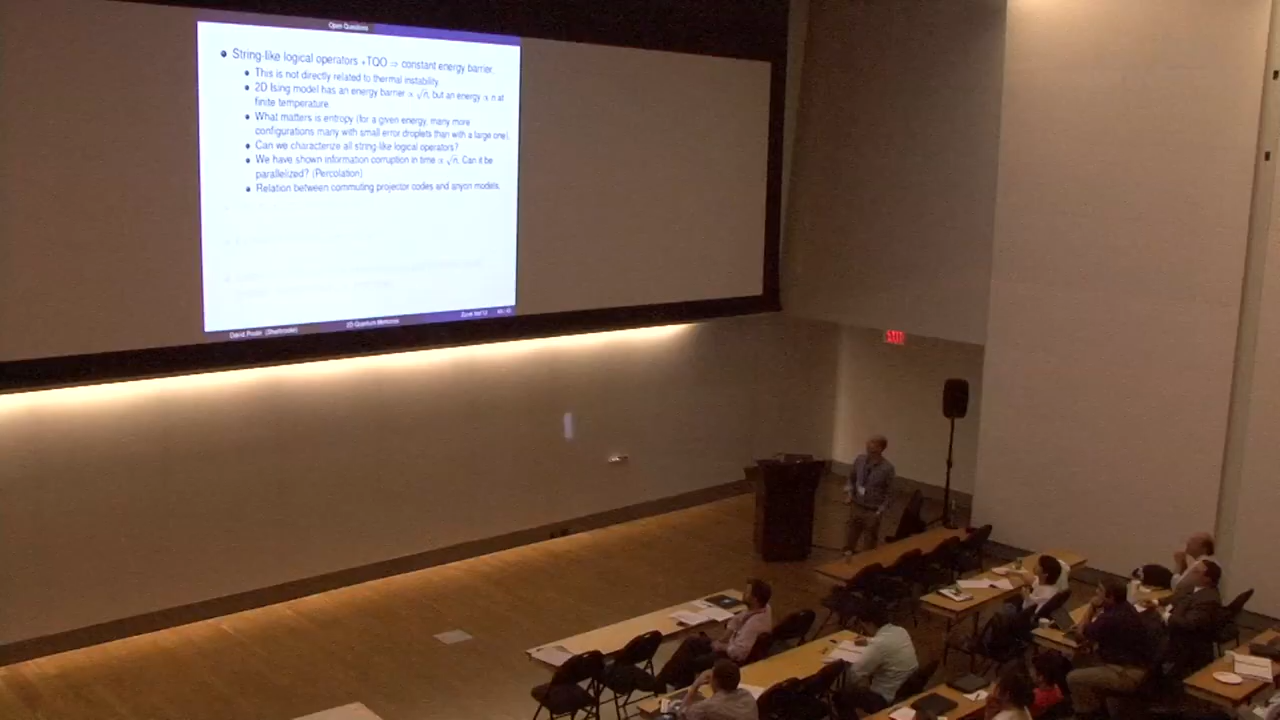 Open Questions
• String-like logical operators + TQO ⇒ constant energy barrier.
• This is not directly related to thermal instability.
• 2D Ising model has an energy barrier ∝ √n, but an energy ∝ n at
finite temperature.
• What matters is entropy (for a given energy, many more
configurations many with small error droplets than with a large one).
• Can we characterize all string-like logical operators?
• We have shown information corruption in time ∝ √n. Can it be
parallelized? (Percolation)
• Relation between commuting projector codes and anyon models.
David Poulin (Sherbrooke)
2D Quantum Memories
EXIT